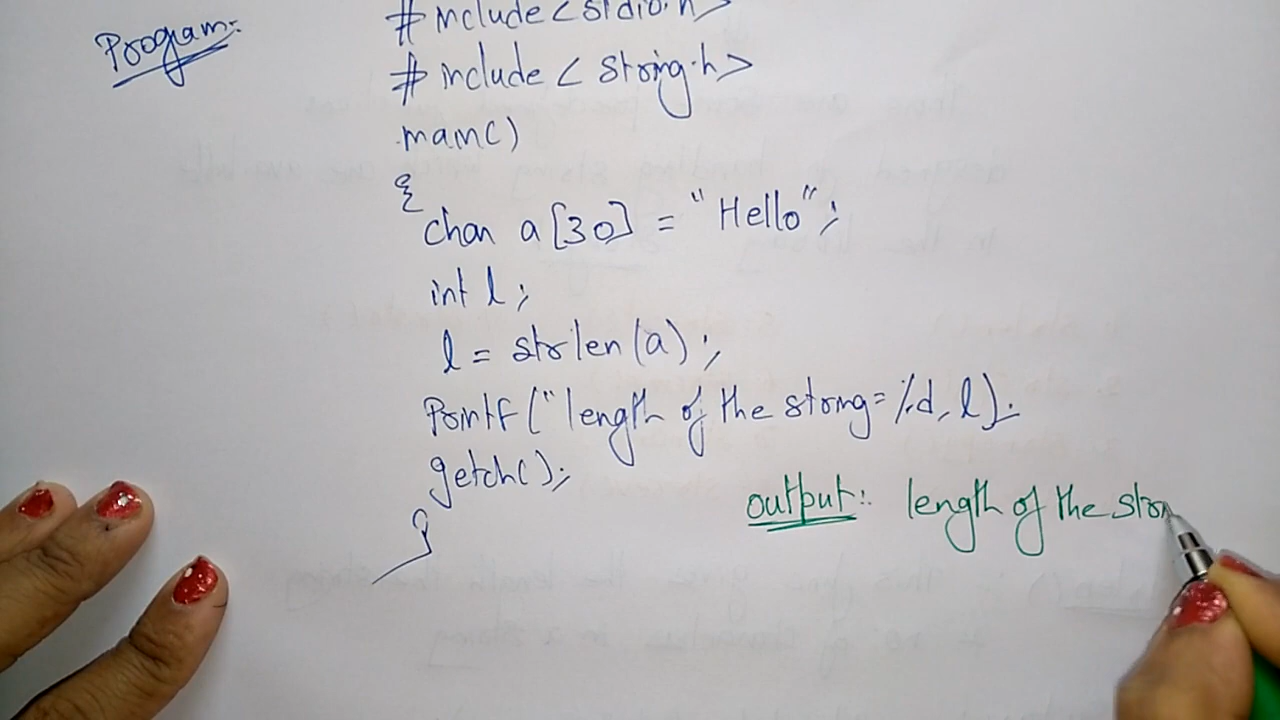 Program:-
#include<stdio.h>
#include<string.h>
main()
{
char a[30] = "Hello";
int l;
l = strlen(a);
Printf("length of the string=%d, l);
getch();
}
output:- length of the strin